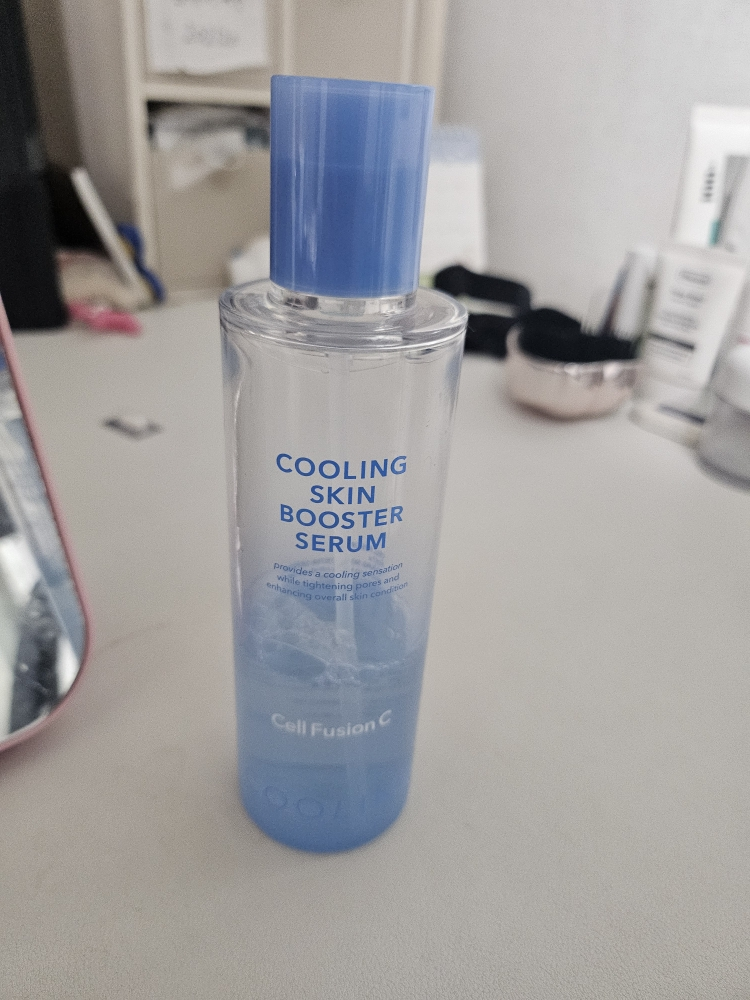 COOLING
SKIN
BOOSTER
SERUM
provides a cooling sensation
while tightening pores and
enhancing overall skin condition
Cell Fusion C